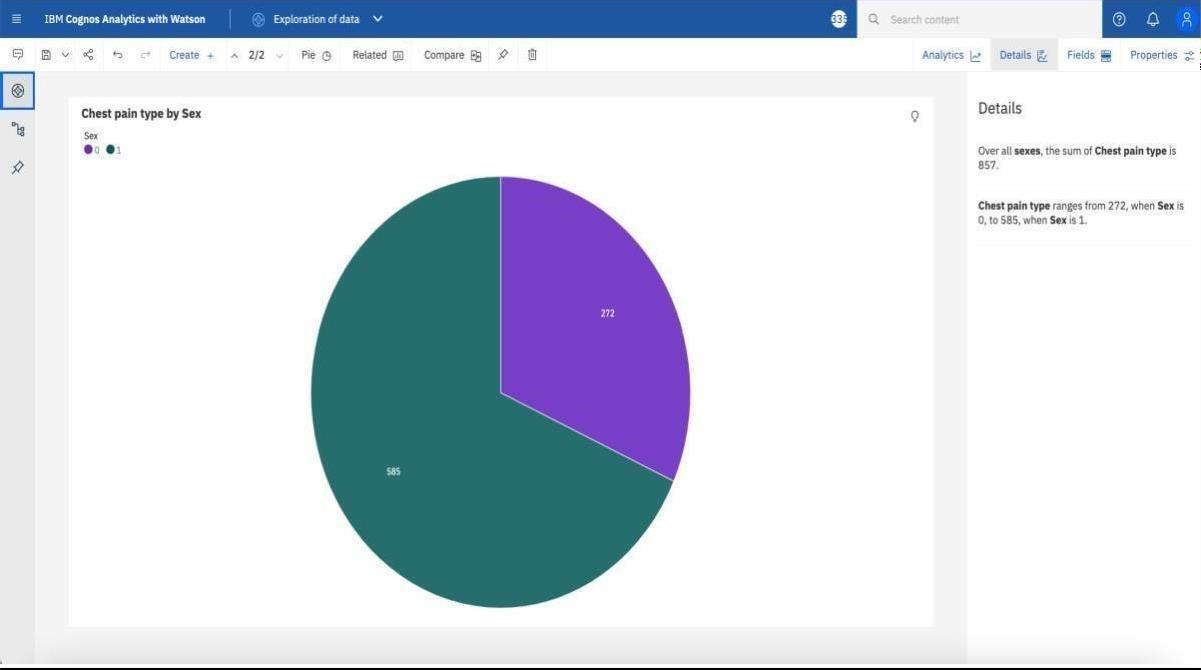 IBM Cognos Analytics with Watson
Exploration of data
Search content
Create +
2/2
Pie
Related
Compare
Analytics
Details
Fields
Properties
Chest pain type by Sex
Sex
0 1
272
585
Details
Over all sexes, the sum of Chest pain type is
857.
Chest pain type ranges from 272, when Sex is
0, to 585, when Sex is 1.